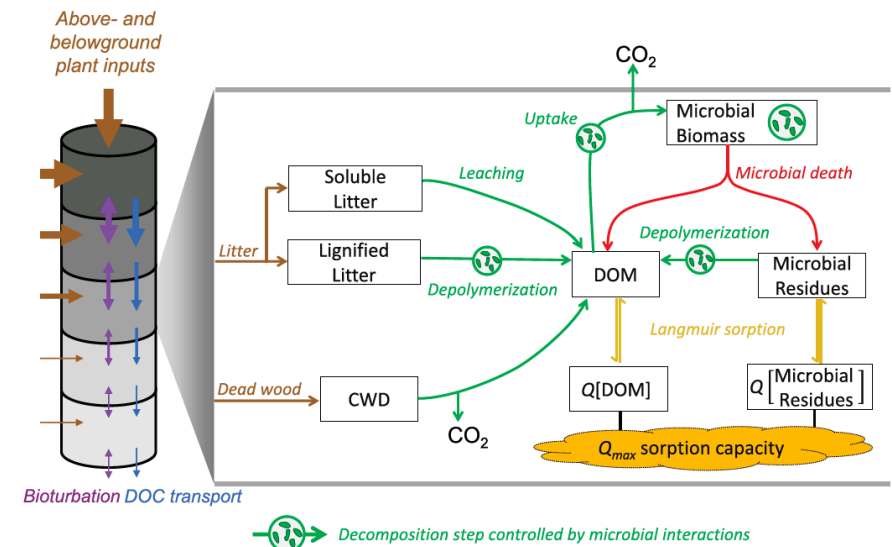 Above- and
belowground
plant inputs
CO2
Uptake
Microbial
Biomass
Microbial death
Soluble
Litter
Leaching
Litter
Lignified
Litter
Depolymerization
DOM
Depolymerization
Microbial
Residues
Langmuir sorption
Dead wood
CWD
CO2
Q[DOM]
Q[Microbial
Residues]
Qmax sorption capacity
Bioturbation DOC transport
Decomposition step controlled by microbial interactions